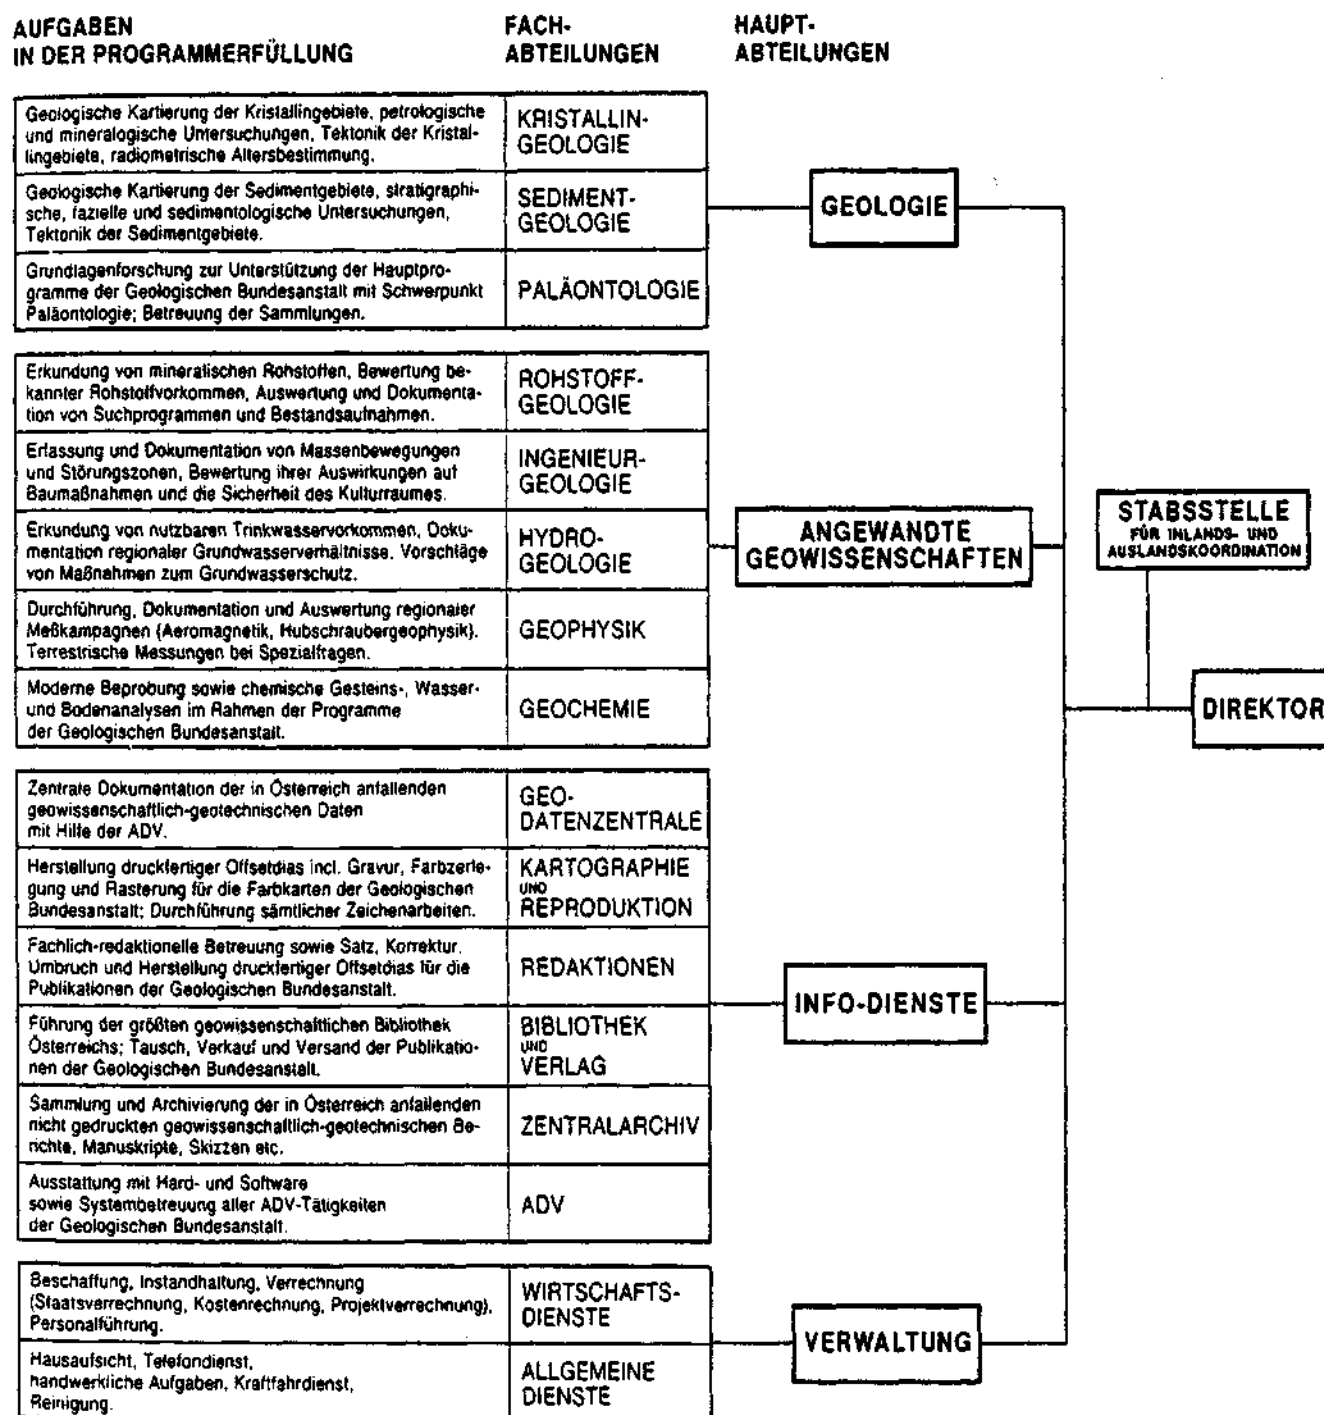 AUFGABEN
IN DER PROGRAMMERFÜLLUNG
FACH-
ABTEILUNGEN
HAUPT-
ABTEILUNGEN
Geologische Kartierung der Kristallingebiete, petrologische
und mineralogische Untersuchungen, Tektonik der Kristal-
lingebiete, radiometrische Altersbestimmung.
KRISTALLIN-
GEOLOGIE
Geologische Kartierung der Sedimentgebiete, stratigraphi-
sche, fazielle und sedimentologische Untersuchungen,
Tektonik der Sedimentgebiete.
SEDIMENT-
GEOLOGIE
Grundlagenforschung zur Unterstützung der Hauptpro-
gramme der Geologischen Bundesanstalt mit Schwerpunkt
Paläontologie; Betreuung der Sammlungen.
PALÄONTOLOGIE
GEOLOGIE
Erkundung von mineralischen Rohstoffen, Bewertung be-
kannter Rohstoffvorkommen, Auswertung und Dokumenta-
tion von Suchprogrammen und Bestandsaufnahmen.
ROHSTOFF-
GEOLOGIE
Erfassung und Dokumentation von Massenbewegungen
und Störungszonen, Bewertung ihrer Auswirkungen auf
Baumaßnahmen und die Sicherheit des Kulturraumes.
INGENIEUR-
GEOLOGIE
Erkundung von nutzbaren Trinkwasservorkommen, Doku-
mentation regionaler Grundwasserverhältnisse. Vorschläge
von Maßnahmen zum Grundwasserschutz.
HYDRO-
GEOLOGIE
Durchführung, Dokumentation und Auswertung regionaler
Meßkampagnen (Aeromagnetik, Hubschraubergeophysik).
Terrestrische Messungen bei Spezialfragen.
GEOPHYSIK
Moderne Beprobung sowie chemische Gesteins-, Wasser-
und Bodenanalysen im Rahmen der Programme
der Geologischen Bundesanstalt.
GEOCHEMIE
ANGEWANDTE
GEOWISSENSCHAFTEN
STABSSTELLE
FÜR INLANDS- UND
AUSLANDSKOORDINATION
DIREKTOR
Zentrale Dokumentation der in Österreich anfallenden
geowissenschaftlich-geotechnischen Daten
mit Hilfe der ADV.
GEO-
DATENZENTRALE
Herstellung druckfertiger Offsetdias incl. Gravur, Farbzerle-
gung und Rasterung für die Farbkarten der Geologischen
Bundesanstalt; Durchführung sämtlicher Zeichenarbeiten.
KARTOGRAPHIE
UND
REPRODUKTION
Fachlich-redaktionelle Betreuung sowie Satz, Korrektur,
Umbruch und Herstellung druckfertiger Offsetdias für die
Publikationen der Geologischen Bundesanstalt.
REDAKTIONEN
Führung der größten geowissenschaftlichen Bibliothek
Österreichs; Tausch, Verkauf und Versand der Publikatio-
nen der Geologischen Bundesanstalt.
BIBLIOTHEK
UND
VERLAG
Sammlung und Archivierung der in Österreich anfallenden
nicht gedruckten geowissenschaftlich-geotechnischen Be-
richte, Manuskripte, Skizzen etc.
ZENTRALARCHIV
Ausstattung mit Hard- und Software
sowie Systembetreuung aller ADV-Tätigkeiten
der Geologischen Bundesanstalt.
ADV
INFO-DIENSTE
Beschaffung, Instandhaltung, Verrechnung
(Staatsverrechnung, Kostenrechnung, Projektverrechnung),
Personalführung.
WIRTSCHAFTS-
DIENSTE
Hausaufsicht, Telefondienst,
handwerkliche Aufgaben, Kraftfahrdienst,
Reinigung.
ALLGEMEINE
DIENSTE
VERWALTUNG